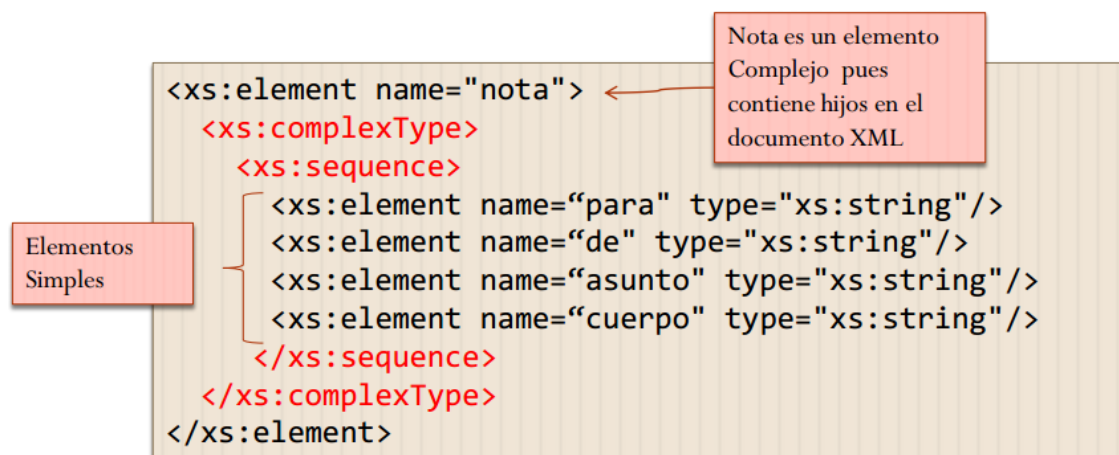 Nota es un elemento
Complejo pues
contiene hijos en el
documento XML
<xs:element name="nota">
<xs:complexType>
<xs:sequence>
<xs:element name=“para" type="xs:string"/>
<xs:element name=“de" type="xs:string"/>
<xs:element name=“asunto" type="xs:string"/>
<xs:element name=“cuerpo" type="xs:string"/>
</xs:sequence>
</xs:complexType>
</xs:element>
Elementos
Simples